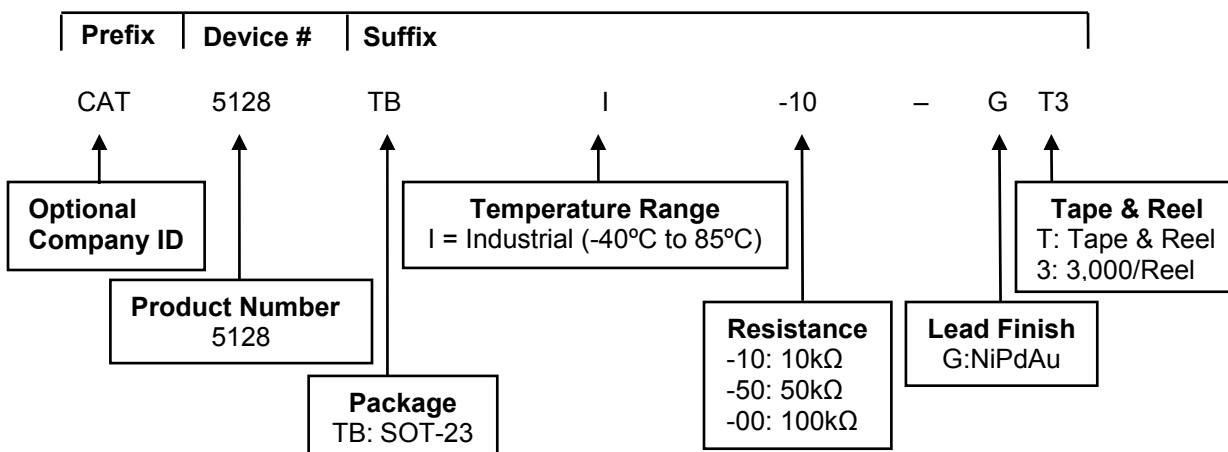 Prefix Device # Suffix
CAT 5128 TB I -10 – G T3
Optional
Company ID
Product Number
5128
Package
TB: SOT-23
Temperature Range
I = Industrial (-40ºC to 85ºC)
Resistance
-10: 10kΩ
-50: 50kΩ
-00: 100kΩ
Lead Finish
G:NiPdAu
Tape & Reel
T: Tape & Reel
3: 3,000/Reel